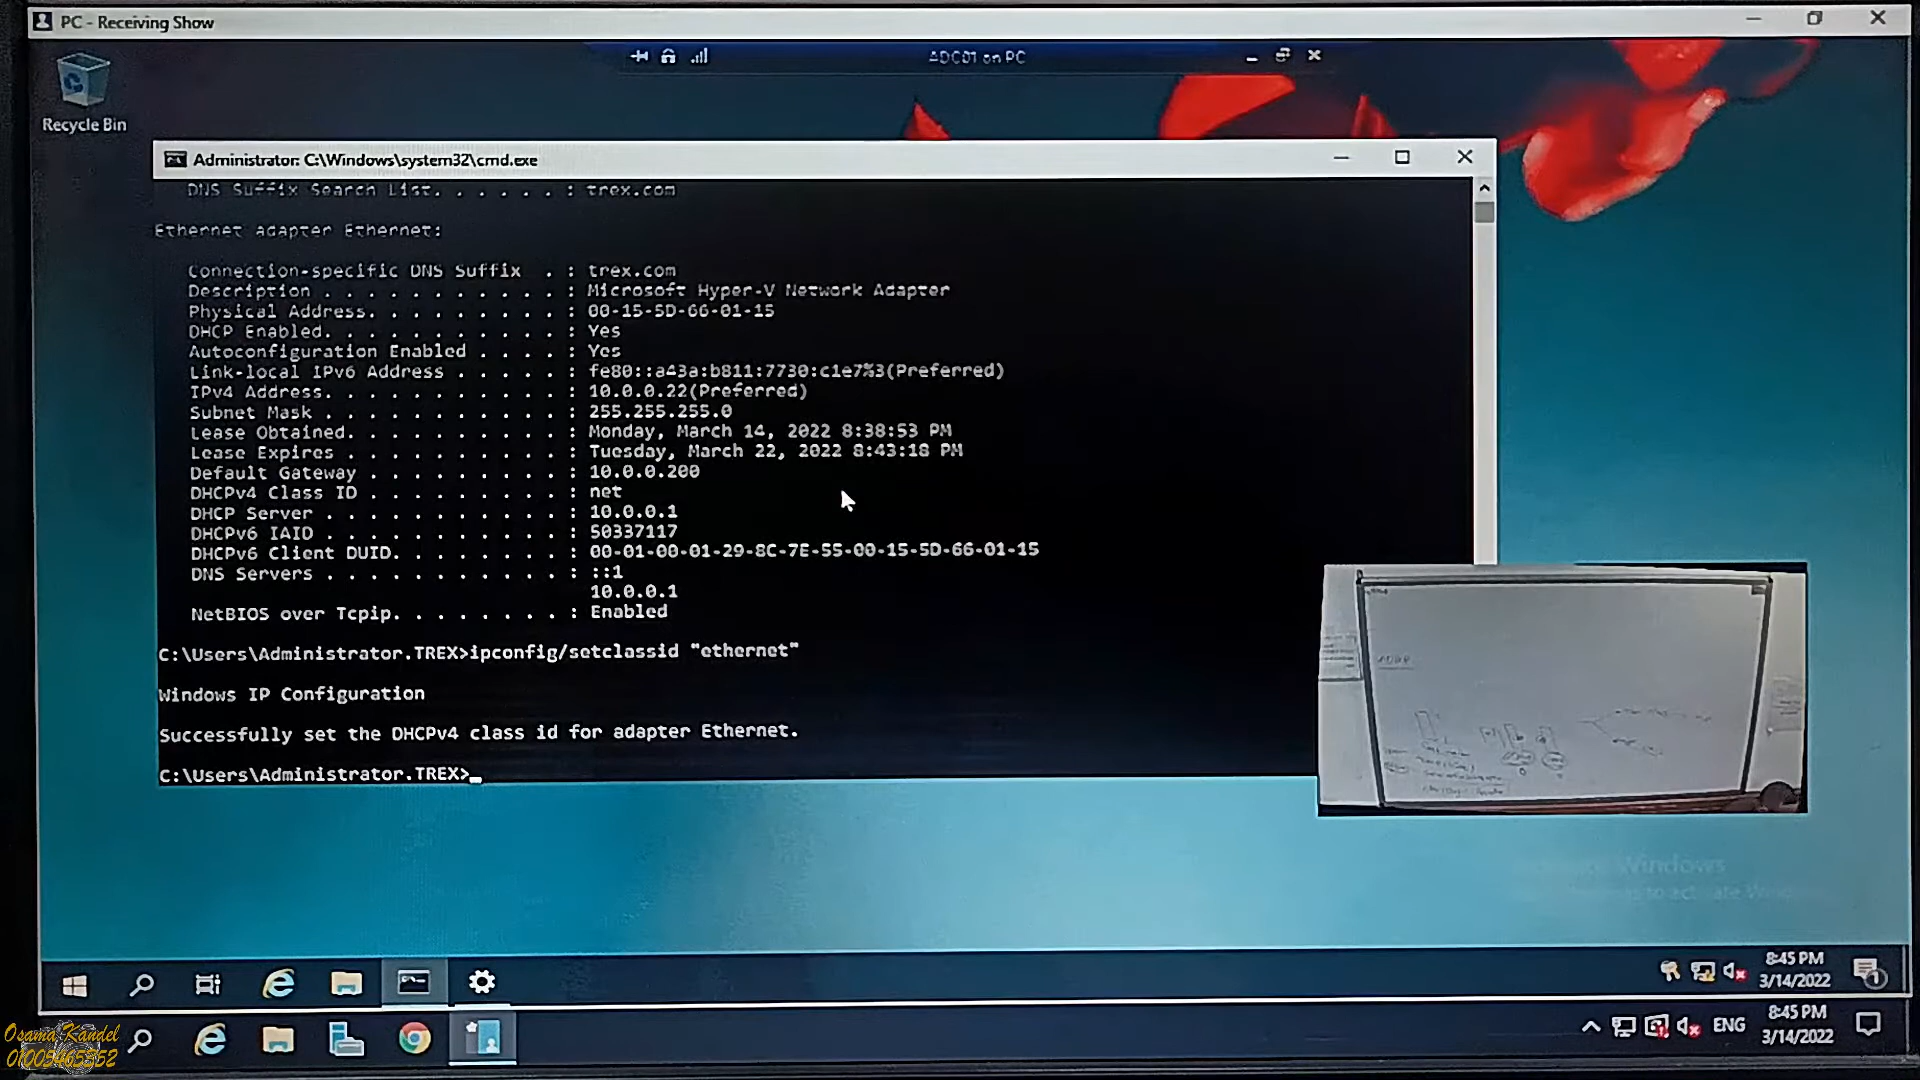 PC - Receiving Show
ADC01 on PC
Recycle Bin
Administrator: C:\Windows\system32\cmd.exe
DNS Suffix Search List. . . . . . : trex.com
Ethernet adapter Ethernet:
Connection-specific DNS Suffix  . : trex.com
Description . . . . . . . . . . . : Microsoft Hyper-V Network Adapter
Physical Address. . . . . . . . . : 00-15-5D-66-01-15
DHCP Enabled. . . . . . . . . . . : Yes
Autoconfiguration Enabled . . . . : Yes
Link-local IPv6 Address . . . . . : fe80::a43a:b811:7730:c1e7%3(Preferred)
IPv4 Address. . . . . . . . . . . : 10.0.0.22(Preferred)
Subnet Mask . . . . . . . . . . . : 255.255.255.0
Lease Obtained. . . . . . . . . . : Monday, March 14, 2022 8:38:53 PM
Lease Expires . . . . . . . . . . : Tuesday, March 22, 2022 8:43:18 PM
Default Gateway . . . . . . . . . : 10.0.0.200
DHCPv4 Class ID . . . . . . . . . : net
DHCP Server . . . . . . . . . . . : 10.0.0.1
DHCPv6 IAID . . . . . . . . . . . : 50337117
DHCPv6 Client DUID. . . . . . . . : 00-01-00-01-29-8C-7E-55-00-15-5D-66-01-15
DNS Servers . . . . . . . . . . . : ::1
10.0.0.1
NetBIOS over Tcpip. . . . . . . . : Enabled
C:\Users\Administrator.TREX>ipconfig/setclassid "ethernet"
Windows IP Configuration
Successfully set the DHCPv4 class id for adapter Ethernet.
C:\Users\Administrator.TREX>_
Windows
to activate
8:45 PM
3/14/2022
1
8:45 PM
ENG
3/14/2022
Osama Kandel
01005465352